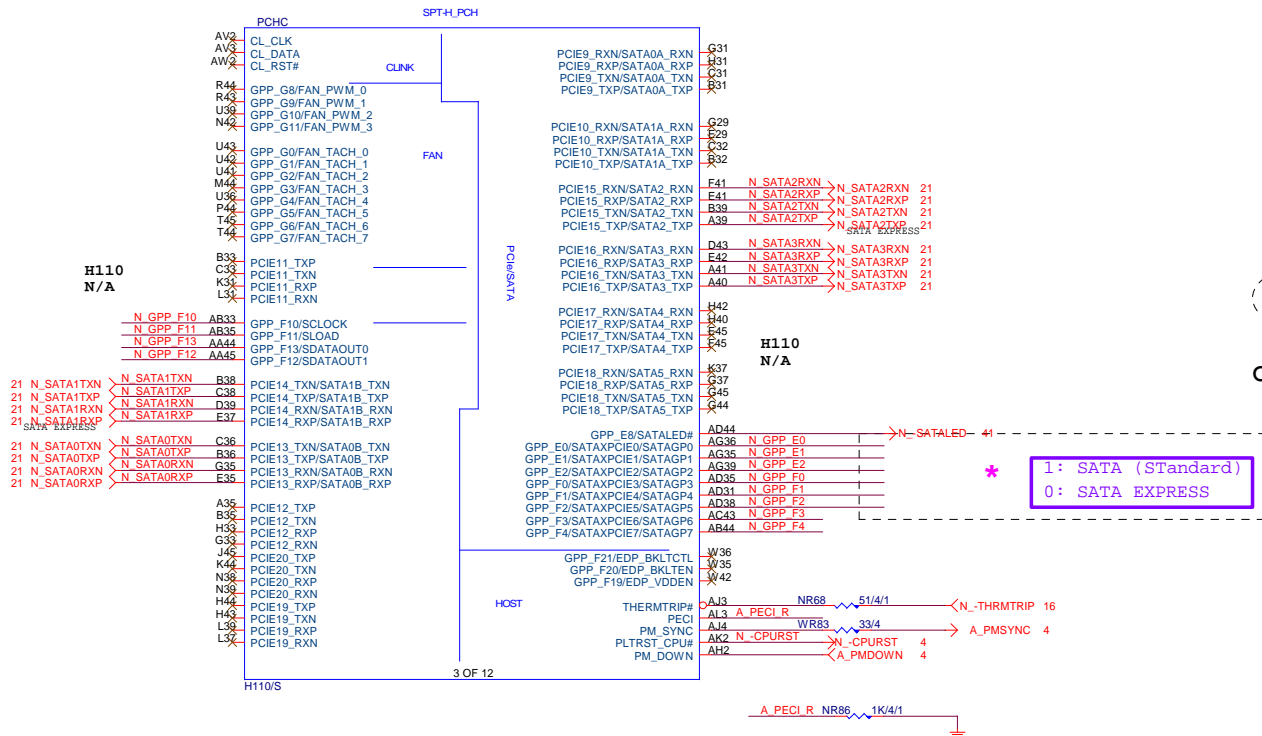 SPT-H_PCH
PCHC
AV2 CL_CLK
AV3 CL_DATA
AW2 CL_RST#
CLINK
R44 GPP_G8/FAN_PWM_0
R43 GPP_G9/FAN_PWM_1
U39 GPP_G10/FAN_PWM_2
N42 GPP_G11/FAN_PWM_3
U43 GPP_G0/FAN_TACH_0
U42 GPP_G1/FAN_TACH_1
U41 GPP_G2/FAN_TACH_2
M44 GPP_G3/FAN_TACH_3
U36 GPP_G4/FAN_TACH_4
P44 GPP_G5/FAN_TACH_5
T45 GPP_G6/FAN_TACH_6
T44 GPP_G7/FAN_TACH_7
FAN
B33 PCIE11_TXP
C33 PCIE11_TXN
K31 PCIE11_RXP
L31 PCIE11_RXN
H110
N/A
N_GPP_F10 AB33 GPP_F10/SCLOCK
N_GPP_F11 AB35 GPP_F11/SLOAD
N_GPP_F13 AA44 GPP_F13/SDATAOUT0
N_GPP_F12 AA45 GPP_F12/SDATAOUT1
21 N_SATA1TXN N_SATA1TXN B38 PCIE14_TXN/SATA1B_TXN
21 N_SATA1TXP N_SATA1TXP C38 PCIE14_TXP/SATA1B_TXP
21 N_SATA1RXN N_SATA1RXN D39 PCIE14_RXN/SATA1B_RXN
21 N_SATA1RXP N_SATA1RXP E37 PCIE14_RXP/SATA1B_RXP
SATA EXPRESS
21 N_SATA0TXN N_SATA0TXN C36 PCIE13_TXN/SATA0B_TXN
21 N_SATA0TXP N_SATA0TXP B36 PCIE13_TXP/SATA0B_TXP
21 N_SATA0RXN N_SATA0RXN G35 PCIE13_RXN/SATA0B_RXN
21 N_SATA0RXP N_SATA0RXP E35 PCIE13_RXP/SATA0B_RXP
A35 PCIE12_TXP
B35 PCIE12_TXN
H33 PCIE12_RXP
G33 PCIE12_RXN
J45 PCIE20_TXP
K44 PCIE20_TXN
N38 PCIE20_RXP
N39 PCIE20_RXN
H44 PCIE19_TXP
H43 PCIE19_TXN
L39 PCIE19_RXP
L37 PCIE19_RXN
PCIe/SATA
HOST
PCIE9_RXN/SATA0A_RXN G31
PCIE9_RXP/SATA0A_RXP H31
PCIE9_TXN/SATA0A_TXN C31
PCIE9_TXP/SATA0A_TXP B31
PCIE10_RXN/SATA1A_RXN G29
PCIE10_RXP/SATA1A_RXP E29
PCIE10_TXN/SATA1A_TXN C32
PCIE10_TXP/SATA1A_TXP B32
PCIE15_RXN/SATA2_RXN F41 N_SATA2RXN N_SATA2RXN 21
PCIE15_RXP/SATA2_RXP E41 N_SATA2RXP N_SATA2RXP 21
PCIE15_TXN/SATA2_TXN B39 N_SATA2TXN N_SATA2TXN 21
PCIE15_TXP/SATA2_TXP A39 N_SATA2TXP N_SATA2TXP 21
SATA EXPRESS
PCIE16_RXN/SATA3_RXN D43 N_SATA3RXN N_SATA3RXN 21
PCIE16_RXP/SATA3_RXP E42 N_SATA3RXP N_SATA3RXP 21
PCIE16_TXN/SATA3_TXN A41 N_SATA3TXN N_SATA3TXN 21
PCIE16_TXP/SATA3_TXP A40 N_SATA3TXP N_SATA3TXP 21
PCIE17_RXN/SATA4_RXN H42
PCIE17_RXP/SATA4_RXP H40
PCIE17_TXN/SATA4_TXN E45
PCIE17_TXP/SATA4_TXP F45
H110
N/A
PCIE18_RXN/SATA5_RXN K37
PCIE18_RXP/SATA5_RXP G37
PCIE18_TXN/SATA5_TXN G45
PCIE18_TXP/SATA5_TXP G44
GPP_E8/SATALED# AD44 N_-SATALED 41
GPP_E0/SATAXPCIE0/SATAGP0 AG36 N_GPP_E0
GPP_E1/SATAXPCIE1/SATAGP1 AG35 N_GPP_E1
GPP_E2/SATAXPCIE2/SATAGP2 AG39 N_GPP_E2
GPP_F0/SATAXPCIE3/SATAGP3 AD35 N_GPP_F0
GPP_F1/SATAXPCIE4/SATAGP4 AD31 N_GPP_F1
GPP_F2/SATAXPCIE5/SATAGP5 AD38 N_GPP_F2
GPP_F3/SATAXPCIE6/SATAGP6 AC43 N_GPP_F3
GPP_F4/SATAXPCIE7/SATAGP7 AB44 N_GPP_F4
* 1: SATA (STandard)
0: SATA EXPRESS
GPP_F21/EDP_BKLTCTL W36
GPP_F20/EDP_BKLTEN W35
GPP_F19/EDP_VDDEN W42
THERMTRIP# AJ3 NR68 51/4/1 N_-THRMTRIP 16
PECI AL3 A_PECI_R
PM_SYNC AJ4 WR83 33/4 A_PMSYNC 4
PLTRST_CPU# AK2 N_-CPURST N_-CPURST 4
PM_DOWN AH2 A_PMDOWN 4
3 OF 12
H110/S
A_PECI_R NR86 1K/4/1